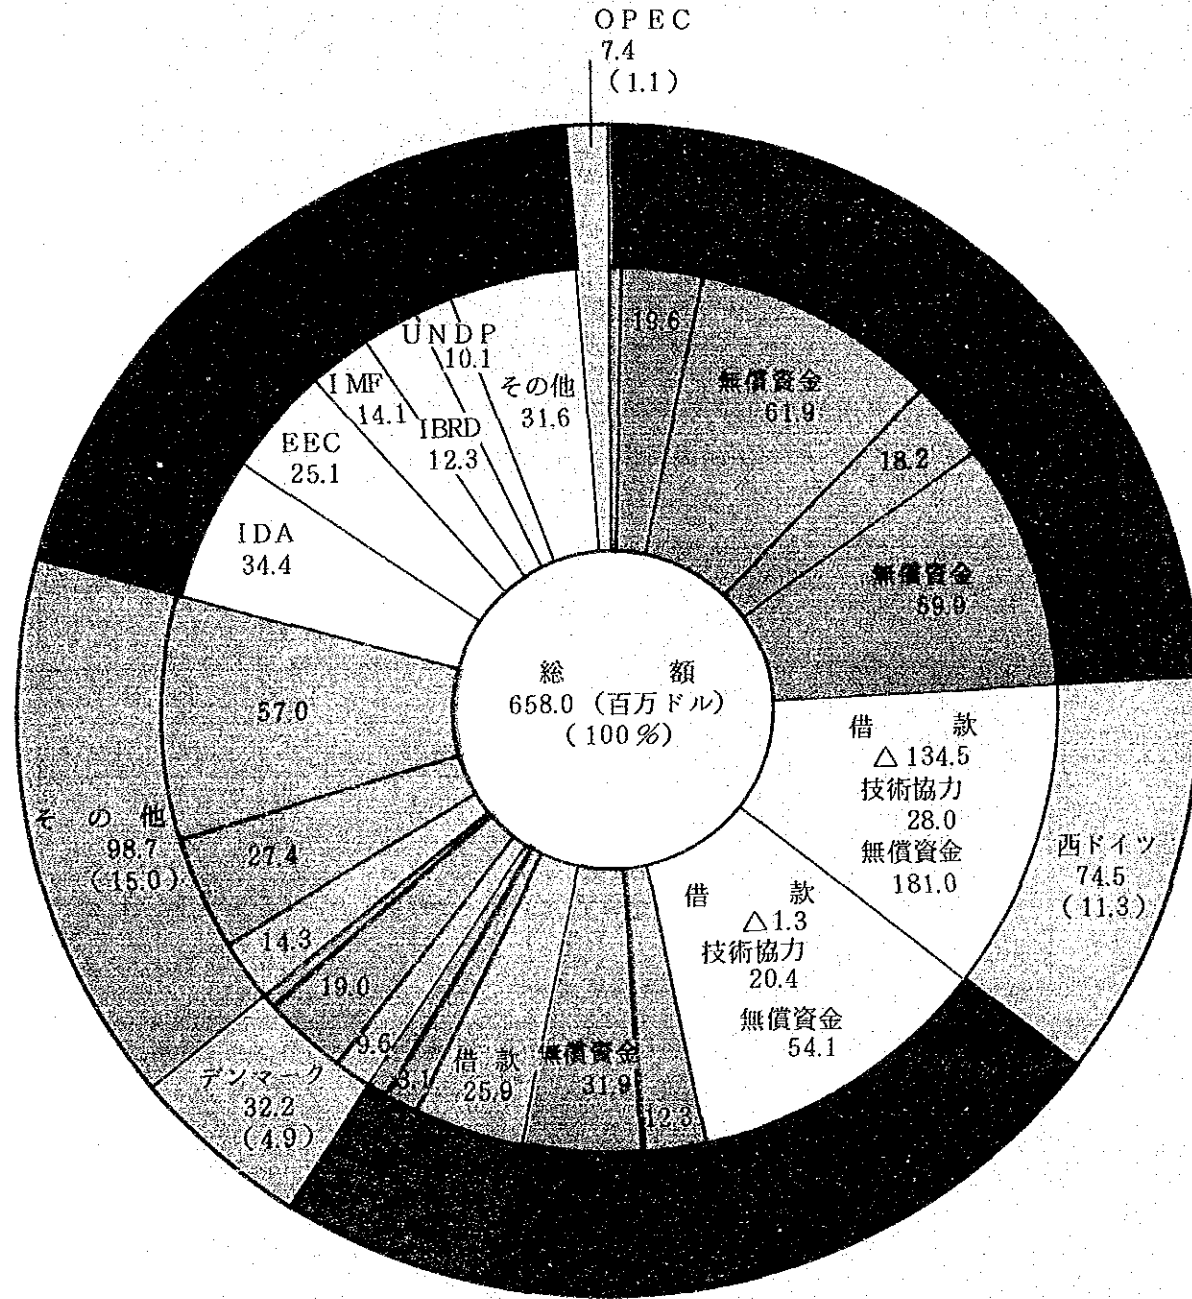 OPEC
7.4
(1.1)
19.6
無償資金
61.9
18.2
無償資金
59.9
借款
△134.5
技術協力
28.0
無償資金
181.0
西ドイツ
74.5
(11.3)
借款
△1.3
技術協力
20.4
無償資金
54.1
12.3
無償資金
31.9
借款
25.9
3.1
9.6
19.0
デンマーク
32.2
(4.9)
14.3
27.4
57.0
その他
98.7
(15.0)
IDA
34.4
EEC
25.1
IMF
14.1
IBRD
12.3
UNDP
10.1
その他
31.6
総額
658.0(百万ドル)
(100%)